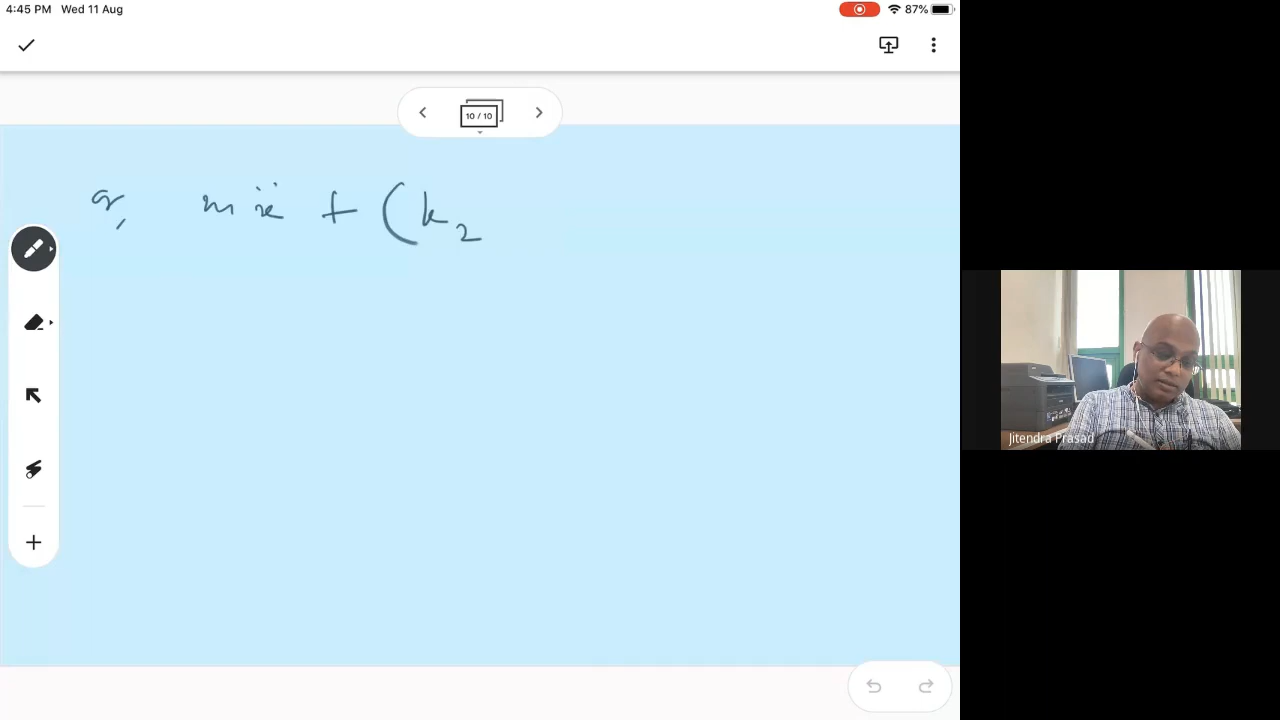 4:45 PM Wed 11 Aug
87%
10 / 10
or, mẍ + (k₂
Jitendra Prasad